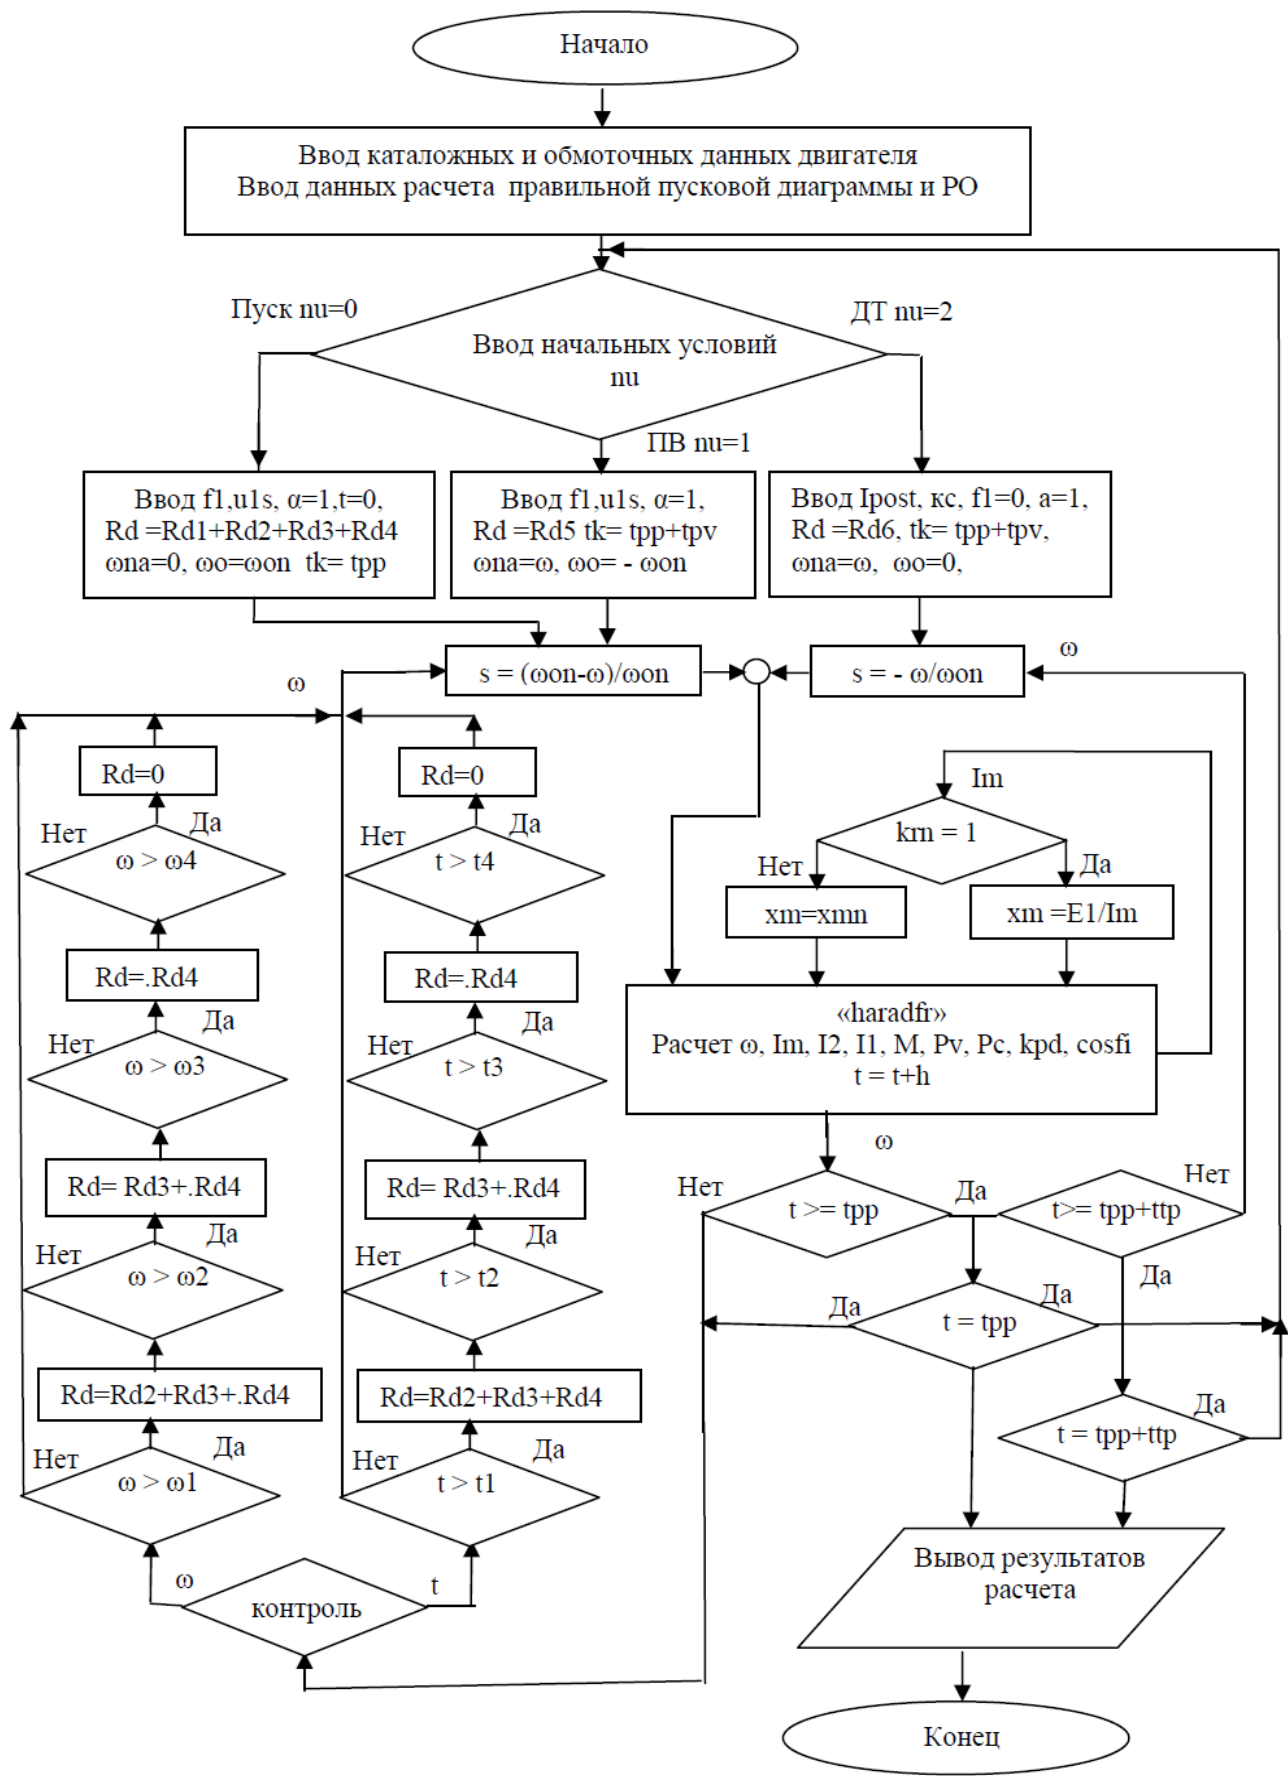 Начало
Ввод каталожных и обмоточных данных двигателя
Ввод данных расчета правильной пусковой диаграммы и РО
Пуск nu=0
ДТ nu=2
Ввод начальных условий
nu
ПВ nu=1
Ввод f1,u1s, α=1,t=0,
Rd =Rd1+Rd2+Rd3+Rd4
ωna=0, ωo=ωon tk= tpp
Ввод f1,u1s, α=1,
Rd =Rd5 tk= tpp+tpv
ωna=ω, ωo= - ωon
Ввод Ipost, кс, f1=0, a=1,
Rd =Rd6, tk= tpp+tpv,
ωna=ω, ωo=0,
s = (ωon-ω)/ωon
s = - ω/ωon
ω
ω
Rd=0
Rd=0
Im
krn = 1
Нет
Да
xm=xmn
xm =E1/Im
Нет
Да
ω > ω4
Нет
Да
t > t4
Rd=.Rd4
Rd=.Rd4
«haradfr»
Расчет ω, Im, I2, I1, M, Pv, Pc, kpd, cosfi
t = t+h
Нет
Да
ω > ω3
Нет
Да
t > t3
ω
Rd= Rd3+.Rd4
Rd= Rd3+.Rd4
Нет
t >= tpp
Да
t>= tpp+ttp
Нет
Нет
Да
ω > ω2
Нет
Да
t > t2
Да
Да
t = tpp
Да
Rd=Rd2+Rd3+.Rd4
Rd=Rd2+Rd3+Rd4
t = tpp+ttp
Да
Нет
Да
ω > ω1
Нет
Да
t > t1
ω
контроль
t
Вывод результатов
расчета
Конец